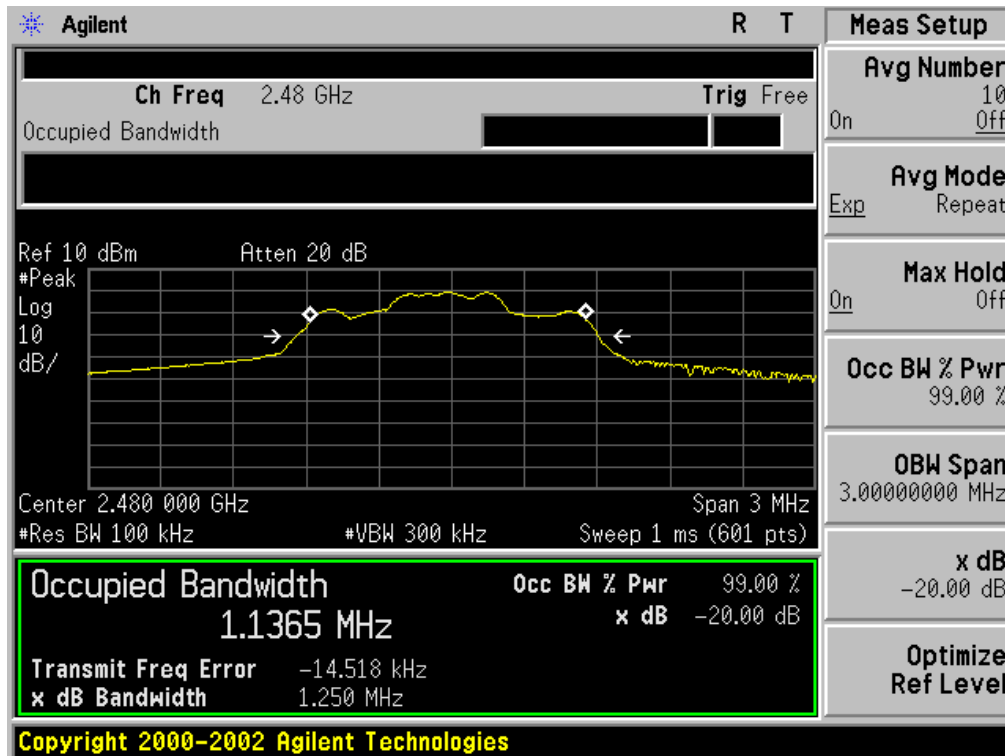 Agilent R T
Ch Freq 2.48 GHz Trig Free
Occupied Bandwidth
Ref 10 dBm Atten 20 dB
#Peak
Log
10
dB/
Center 2.480 000 GHz Span 3 MHz
#Res BW 100 kHz #VBW 300 kHz Sweep 1 ms (601 pts)
Occupied Bandwidth
1.1365 MHz
Occ BW % Pwr 99.00 %
x dB -20.00 dB
Transmit Freq Error -14.518 kHz
x dB Bandwidth 1.250 MHz
Meas Setup
Avg Number
10
On Off
Avg Mode
Exp Repeat
Max Hold
On Off
Occ BW % Pwr
99.00 %
OBW Span
3.00000000 MHz
x dB
-20.00 dB
Optimize
Ref Level
Copyright 2000-2002 Agilent Technologies